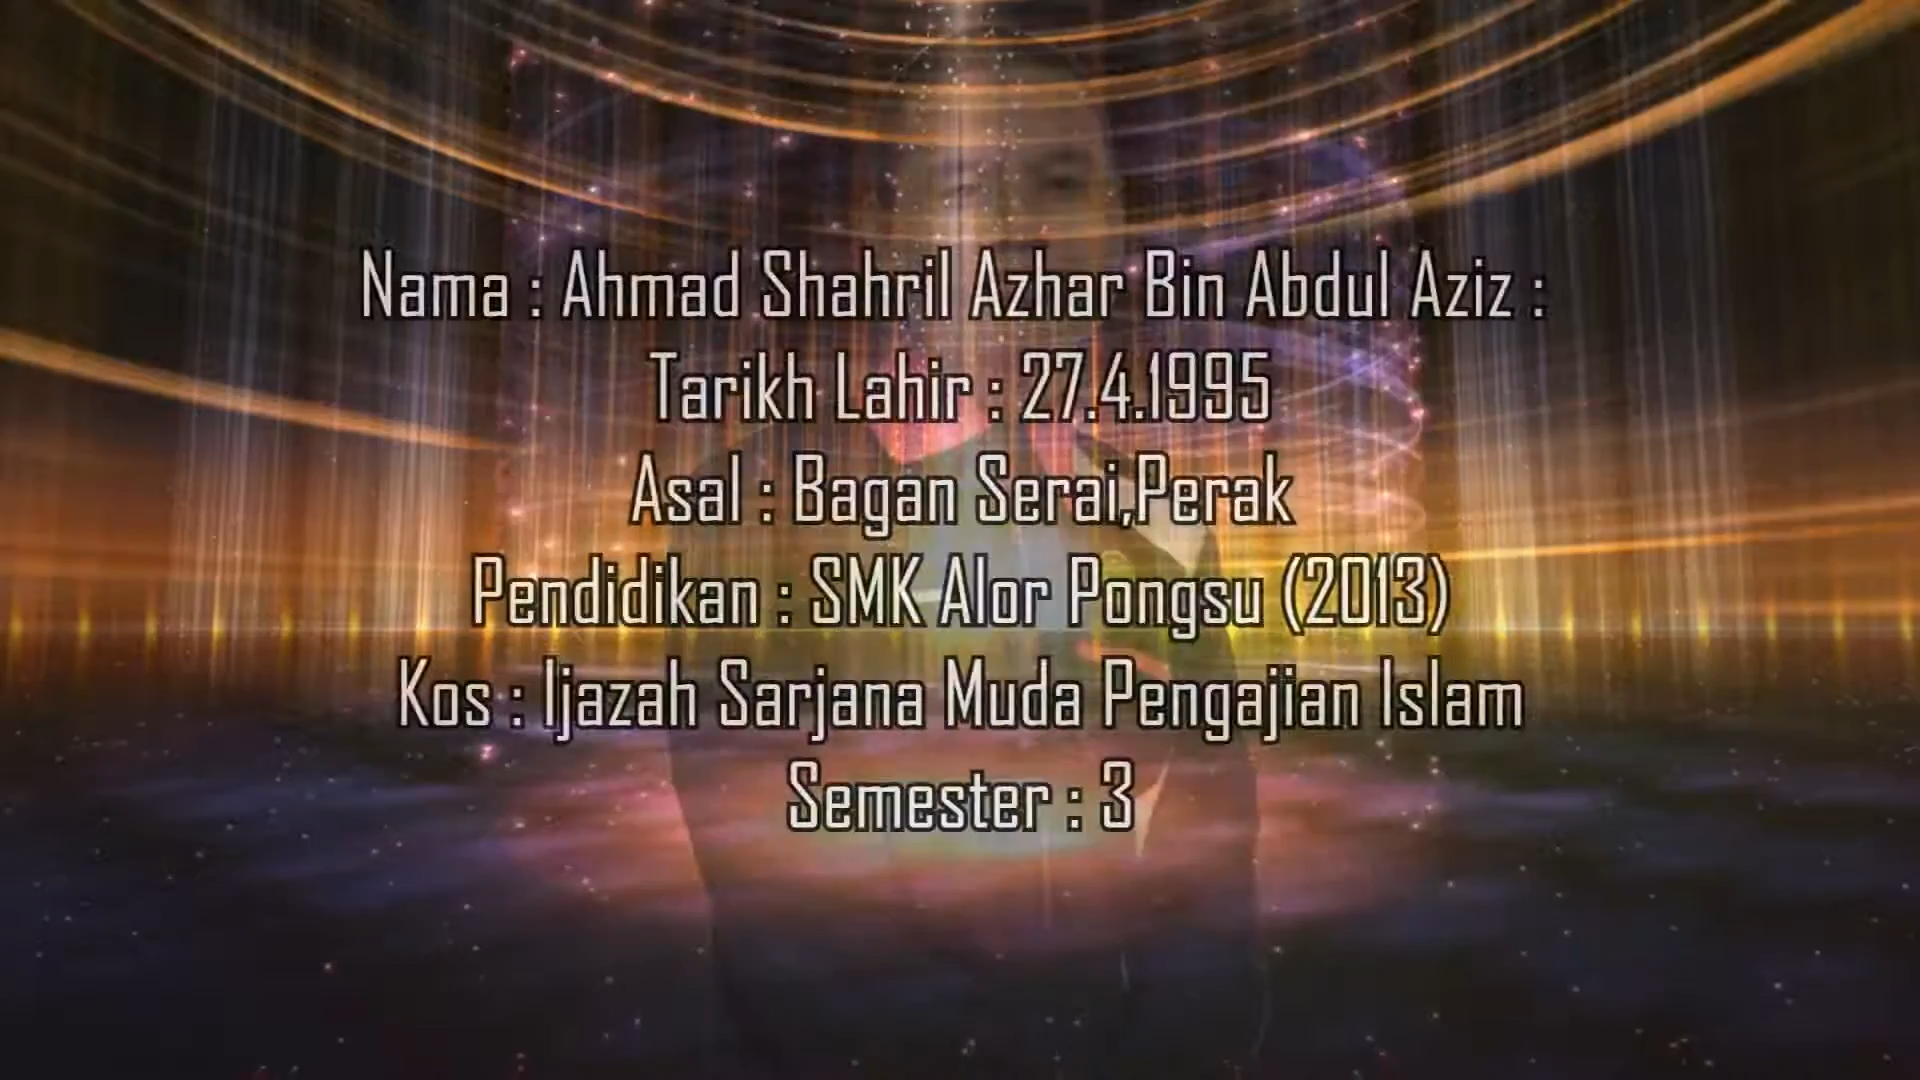 Nama : Ahmad Shahril Azhar Bin Abdul Aziz :
Tarikh Lahir : 27.4.1995
Asal : Bagan Serai,Perak
Pendidikan : SMK Alor Pongsu (2013)
Kos : Ijazah Sarjana Muda Pengajian Islam
Semester : 3